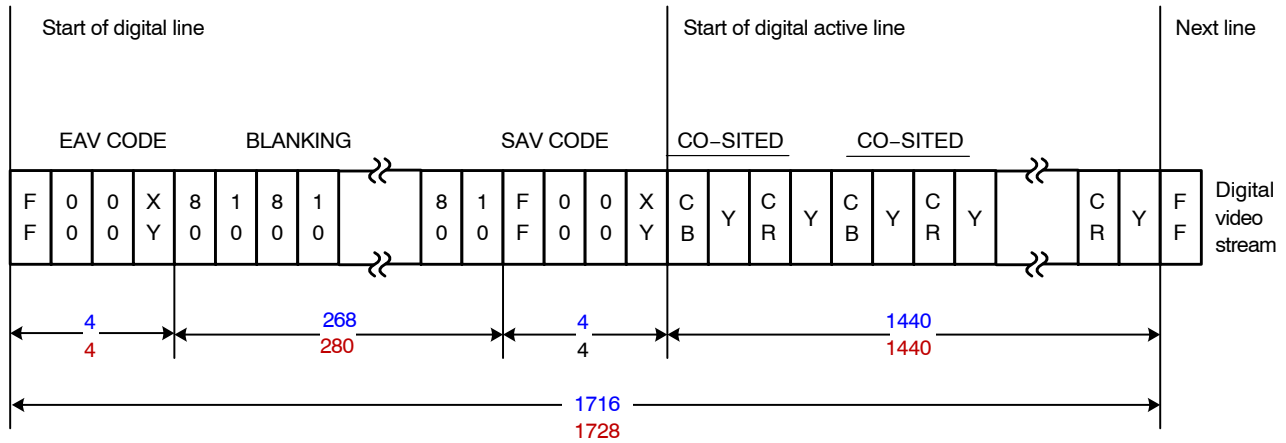 Start of digital line Start of digital active line Next line
EAV CODE BLANKING SAV CODE CO–SITED CO–SITED
F 0 0 X 8 1 8 1 8 1 F 0 0 X C Y C Y C Y C Y C Y F
F 0 0 Y 0 0 0 0 0 0 F 0 0 Y B R B R R F
Digital
video
stream
4 268 4 1440
4 280 4 1440
1716
1728